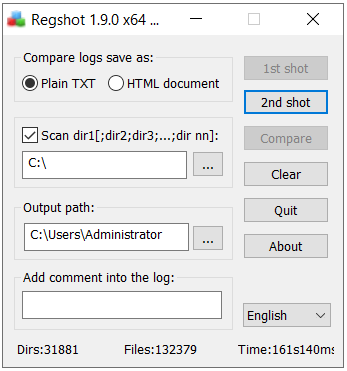 Regshot 1.9.0 x64 ...
Compare logs save as:
Plain TXT HTML document
1st shot
2nd shot
Scan dir1[;dir2;dir3;...;dir nn]:
Compare
C:\ ...
Clear
Output path:
Quit
C:\Users\Administrator ...
About
Add comment into the log:
English
Dirs:31881 Files:132379 Time:161s140ms